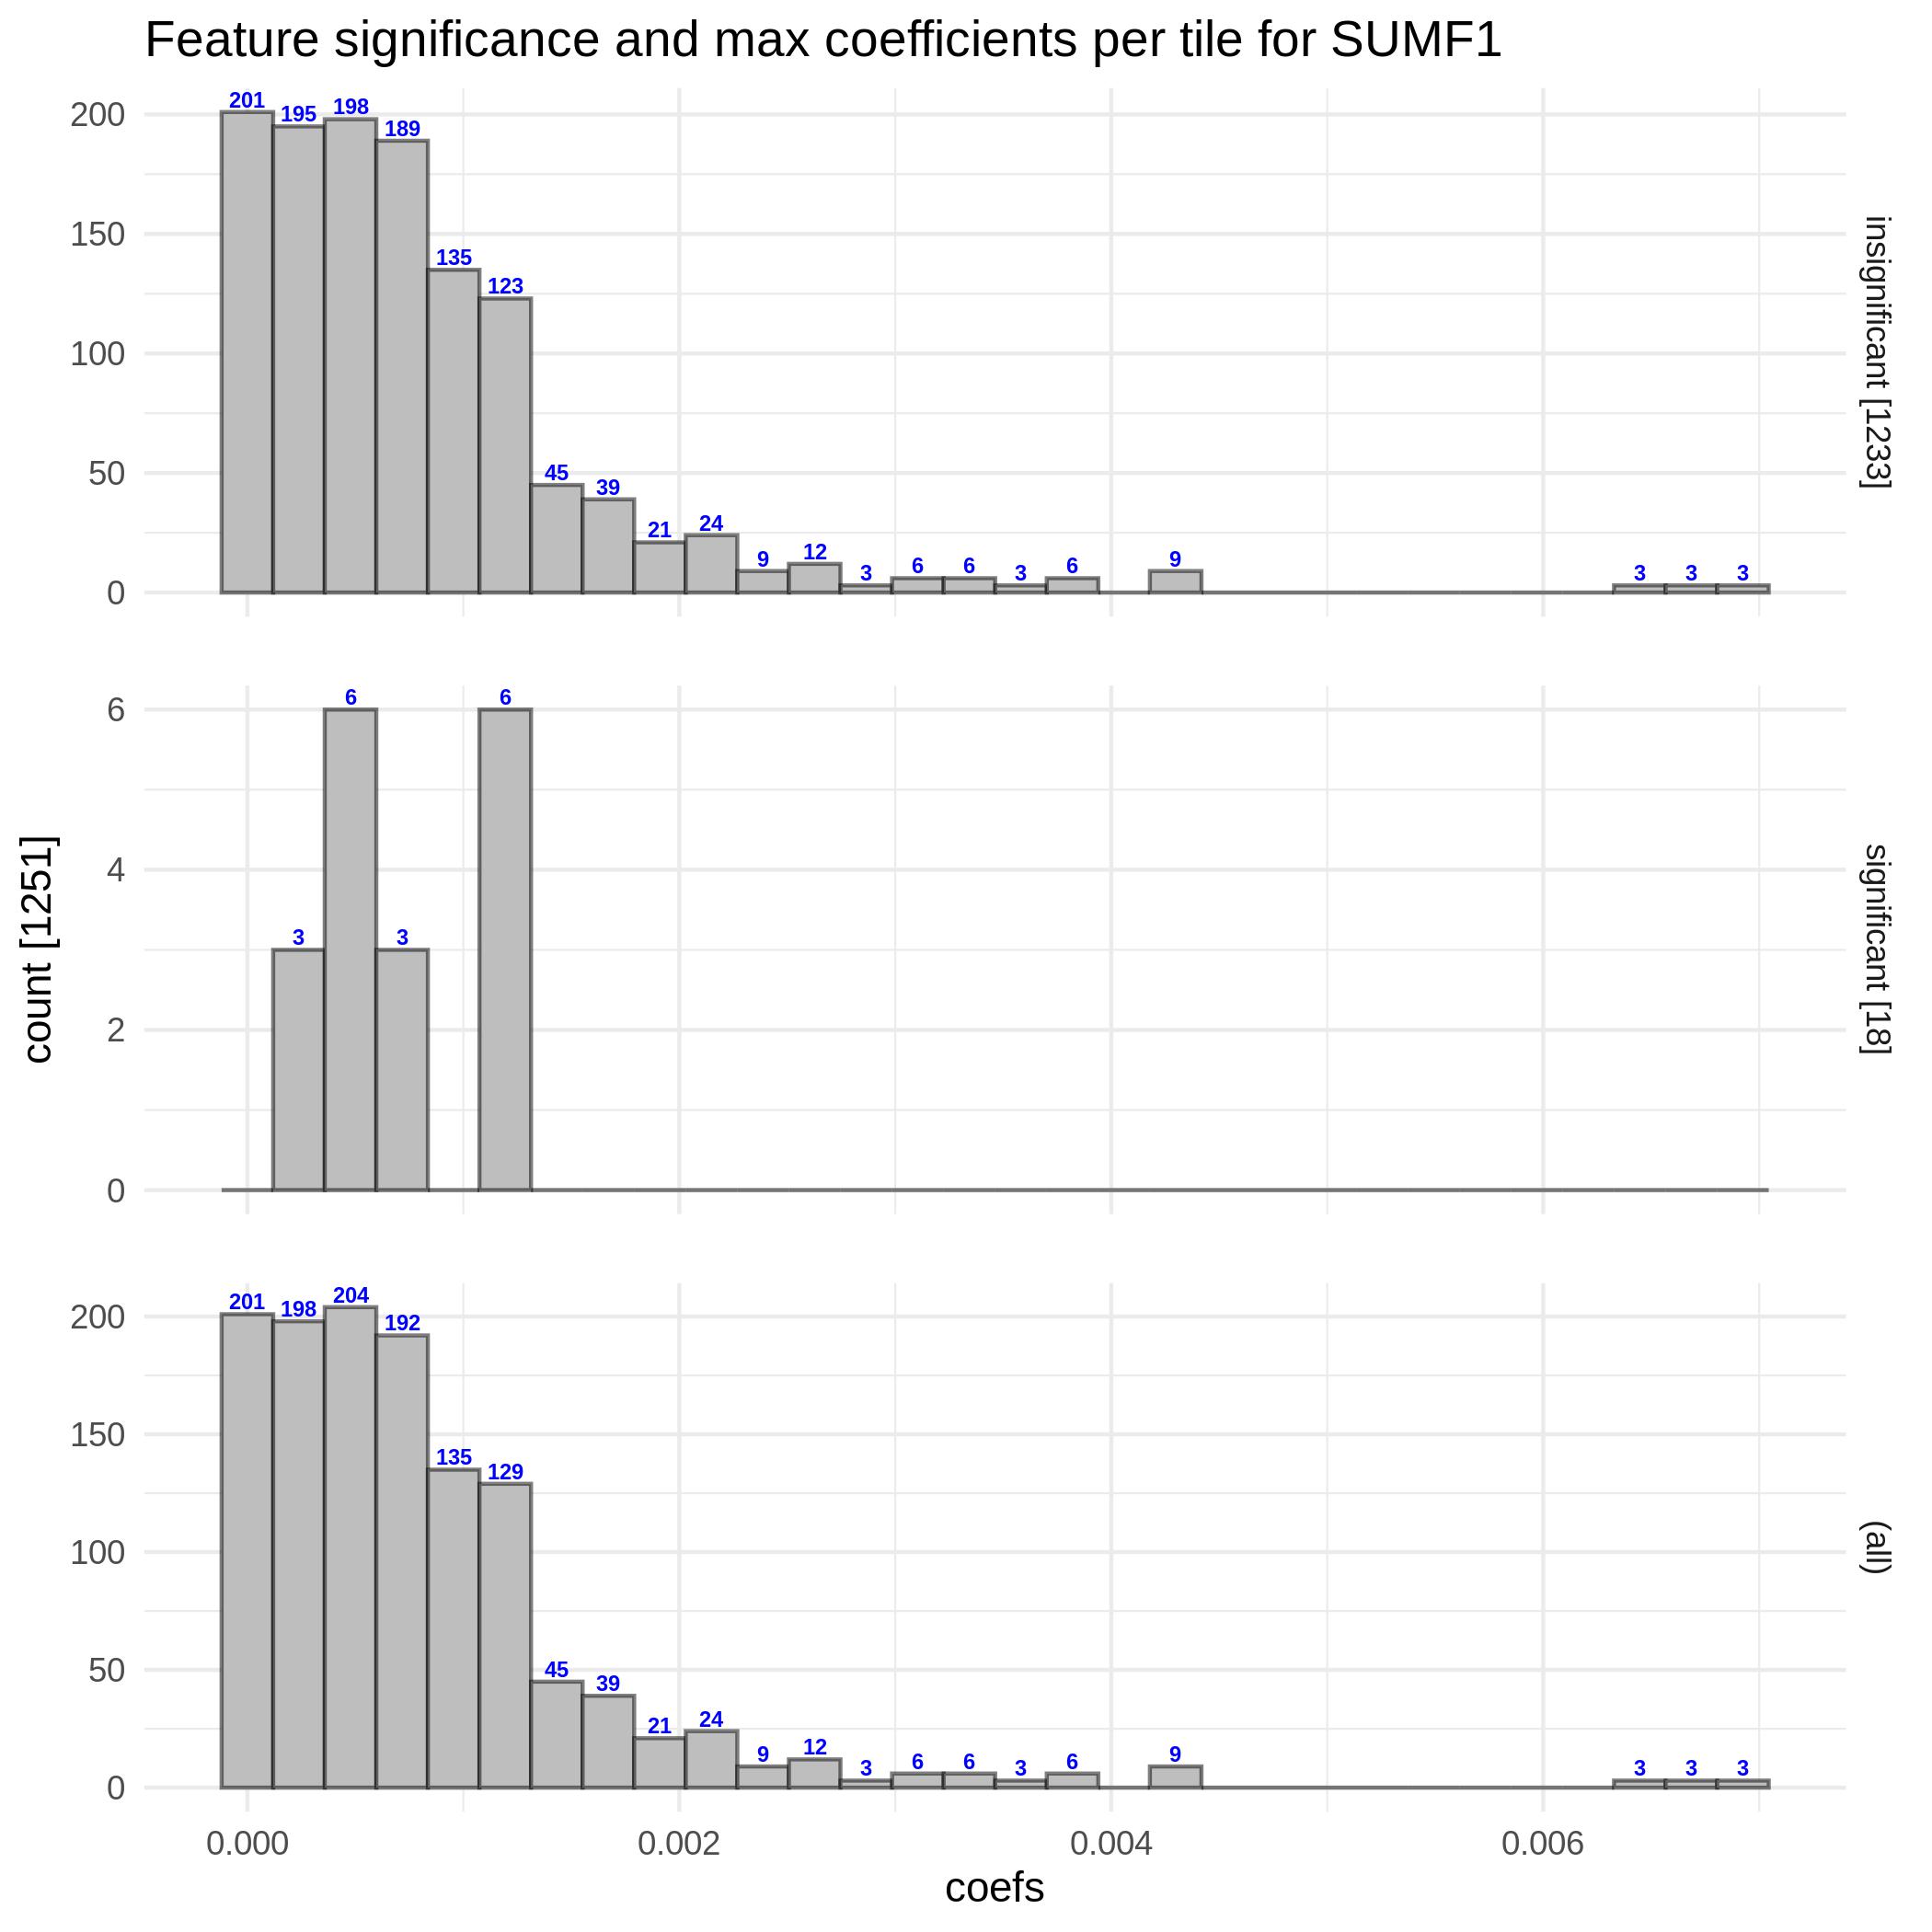 Feature significance and max coefficients per tile for SUMF1
201 195 198 189 135 123 45 39 21 24 9 12 3 6 6 3 6 9 3 3 3
200
150
100
50
0
insignificant [1233]
3 6 3 6
6
4
2
0
significant [18]
count [1251]
201 198 204 192 135 129 45 39 21 24 9 12 3 6 6 3 6 9 3 3 3
200
150
100
50
0
(all)
0.000 0.002 0.004 0.006
coefs